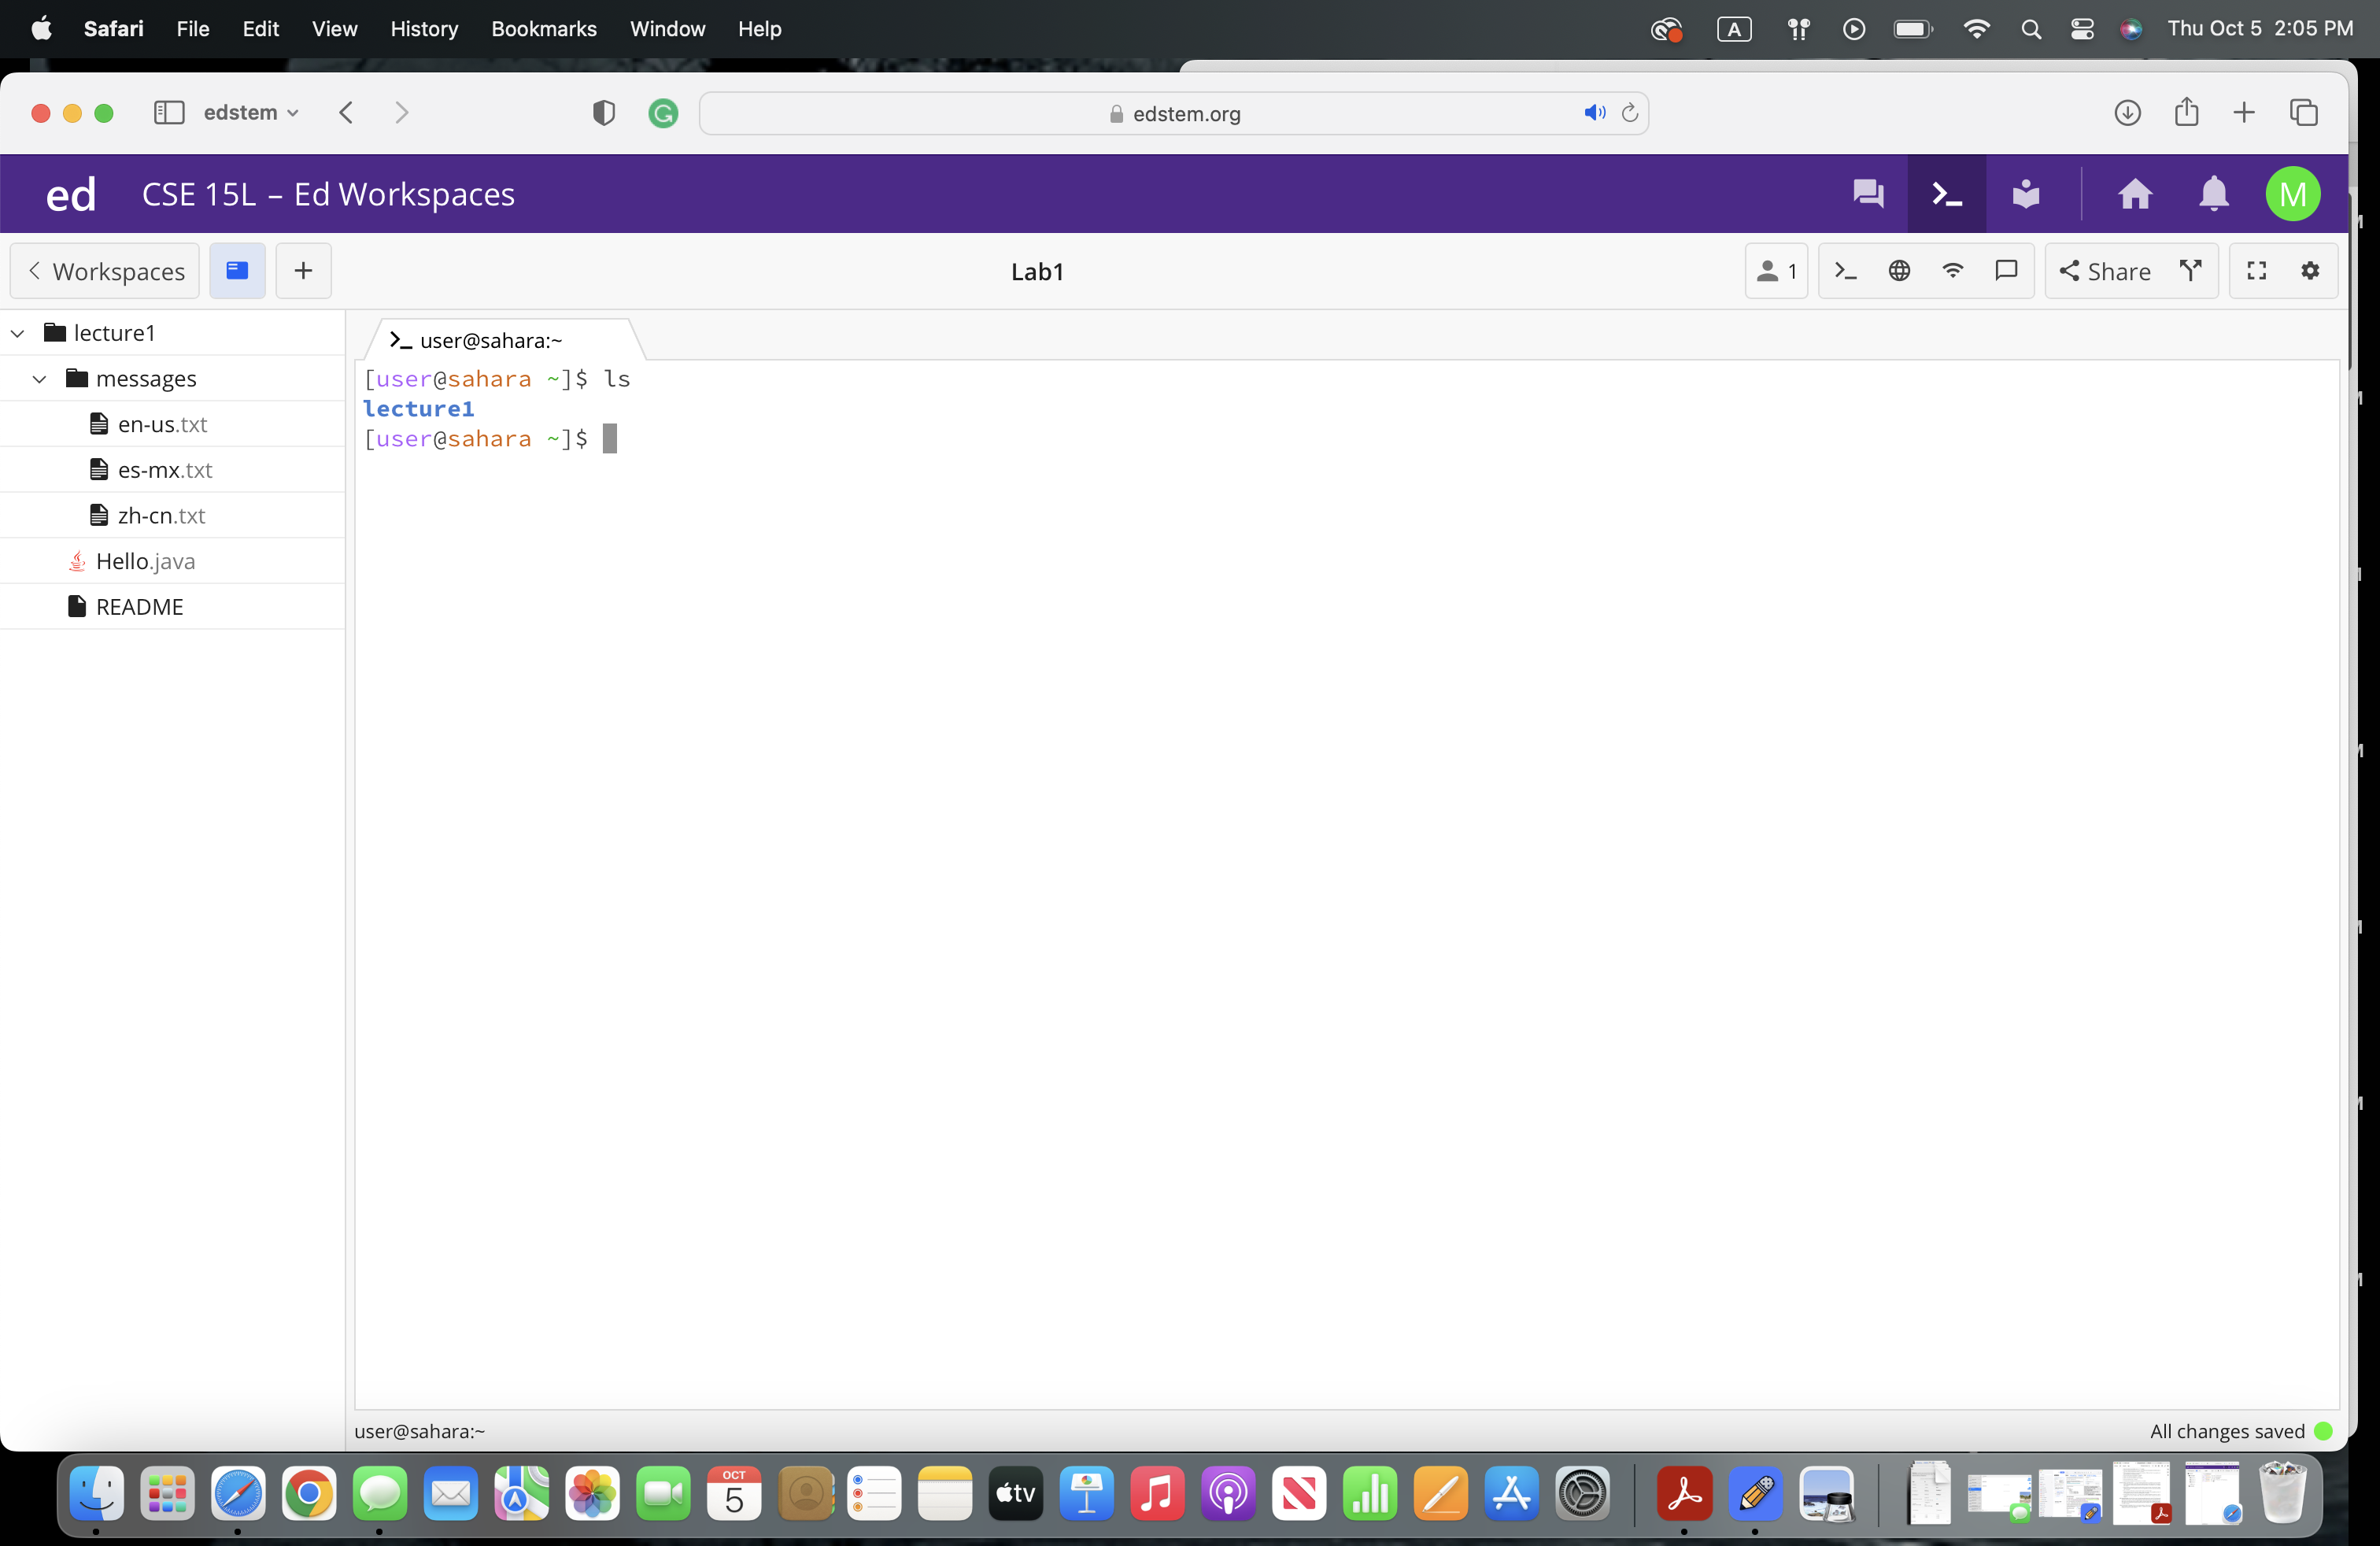 Safari File Edit View History Bookmarks Window Help A Thu Oct 5 2:05 PM
edstem edstem.org
ed CSE 15L – Ed Workspaces M
Workspaces Lab1 1 Share
lecture1
messages
en-us.txt
es-mx.txt
zh-cn.txt
Hello.java
README
user@sahara:~
[user@sahara ~]$ ls
lecture1
[user@sahara ~]$
user@sahara:~ All changes saved
OCT
5
tv